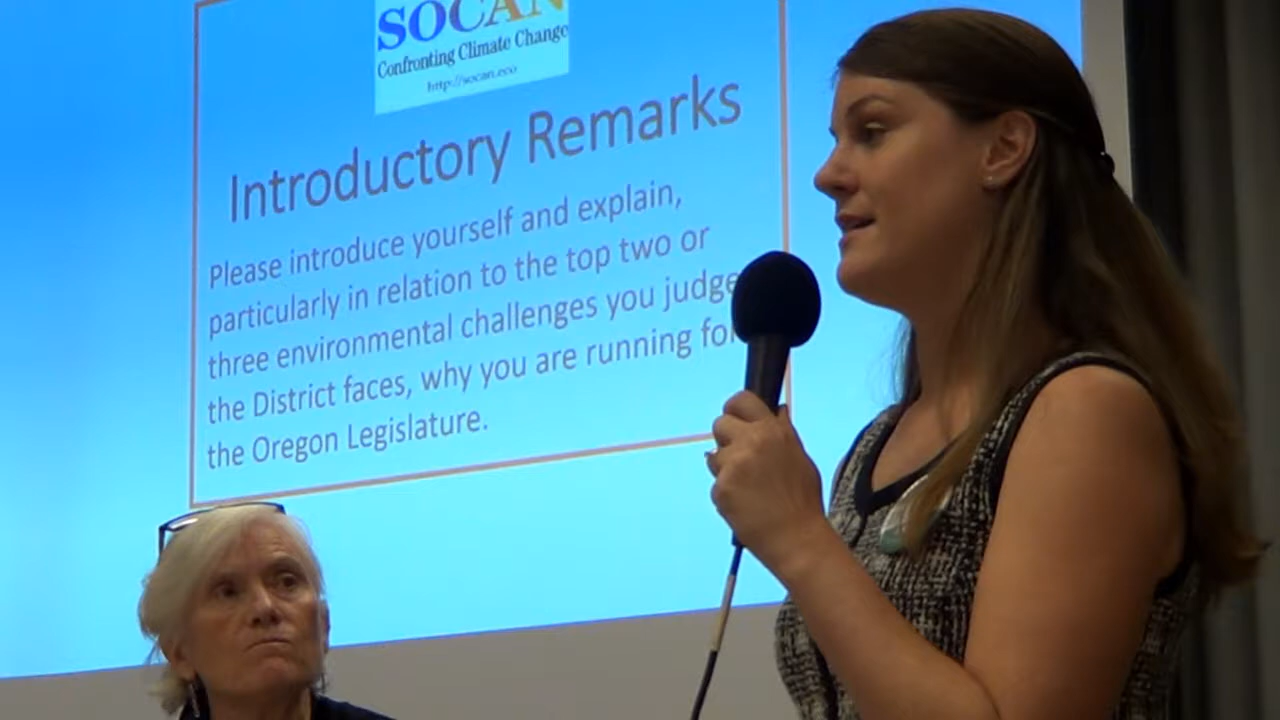 SOCAN
Confronting Climate Change
http://socan.eco
Introductory Remarks
Please introduce yourself and explain,
particularly in relation to the top two or
three environmental challenges you judge
the District faces, why you are running for
the Oregon Legislature.